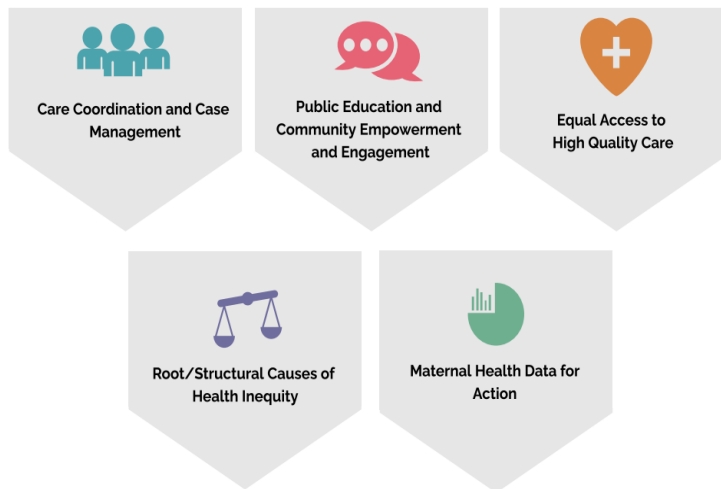 Care Coordination and Case
Management
Public Education and
Community Empowerment
and Engagement
Equal Access to
High Quality Care
Root/Structural Causes of
Health Inequity
Maternal Health Data for
Action